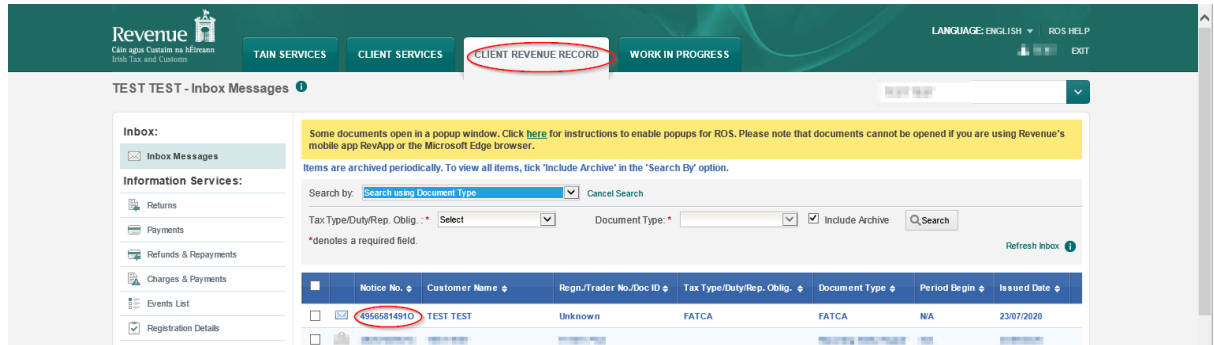 Revenue
Cáin agus Custaim na hÉireann
Irish Tax and Customs
TAIN SERVICES
CLIENT SERVICES
CLIENT REVENUE RECORD
WORK IN PROGRESS
LANGUAGE: ENGLISH
ROS HELP
EXIT
TEST TEST - Inbox Messages
Inbox:
Inbox Messages
Information Services:
Returns
Payments
Refunds & Repayments
Charges & Payments
Events List
Registration Details
Some documents open in a popup window. Click here for instructions to enable popups for ROS. Please note that documents cannot be opened if you are using Revenue's
mobile app RevApp or the Microsoft Edge browser.
Items are archived periodically. To view all items, tick 'Include Archive' in the 'Search By' option.
Search by: Search using Document Type Cancel Search
Tax Type/Duty/Rep. Oblig. : * Select Document Type: * Include Archive Search
*denotes a required field.
Refresh Inbox
Notice No. Customer Name Regn./Trader No./Doc ID Tax Type/Duty/Rep. Oblig. Document Type Period Begin Issued Date
4956581491O TEST TEST Unknown FATCA FATCA N/A 23/07/2020